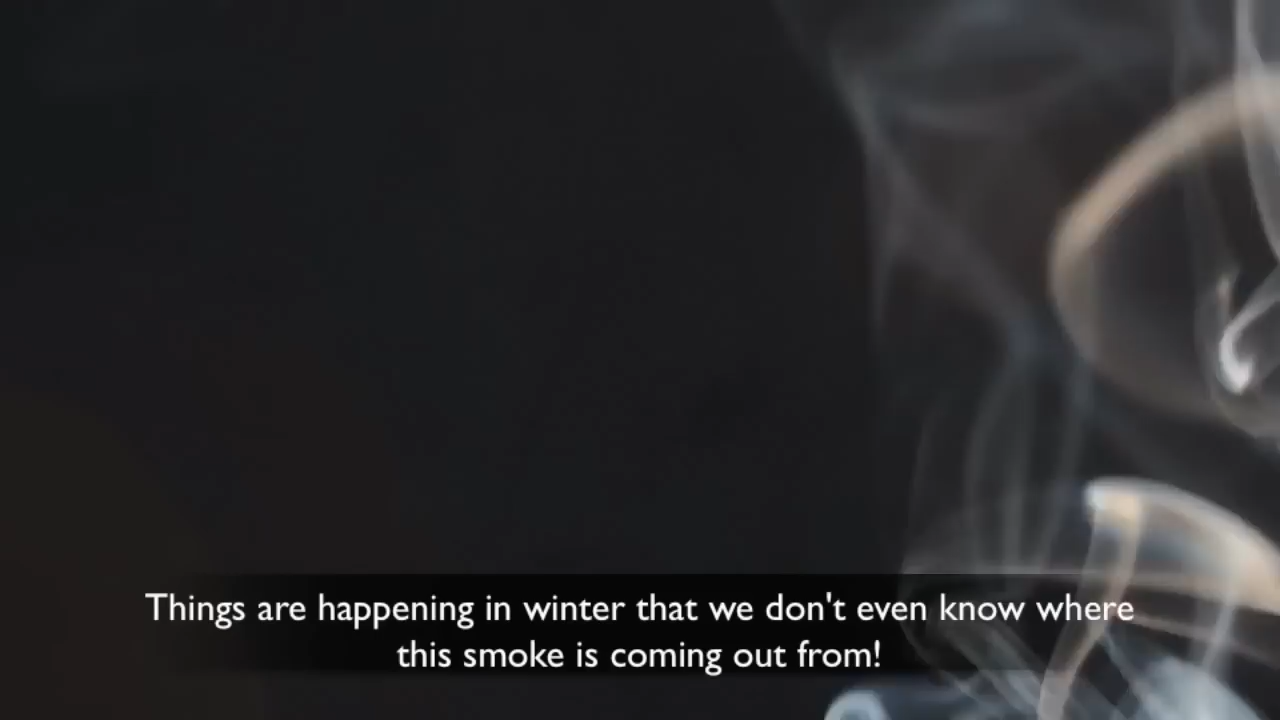 Things are happening in winter that we don't even know where
this smoke is coming out from!